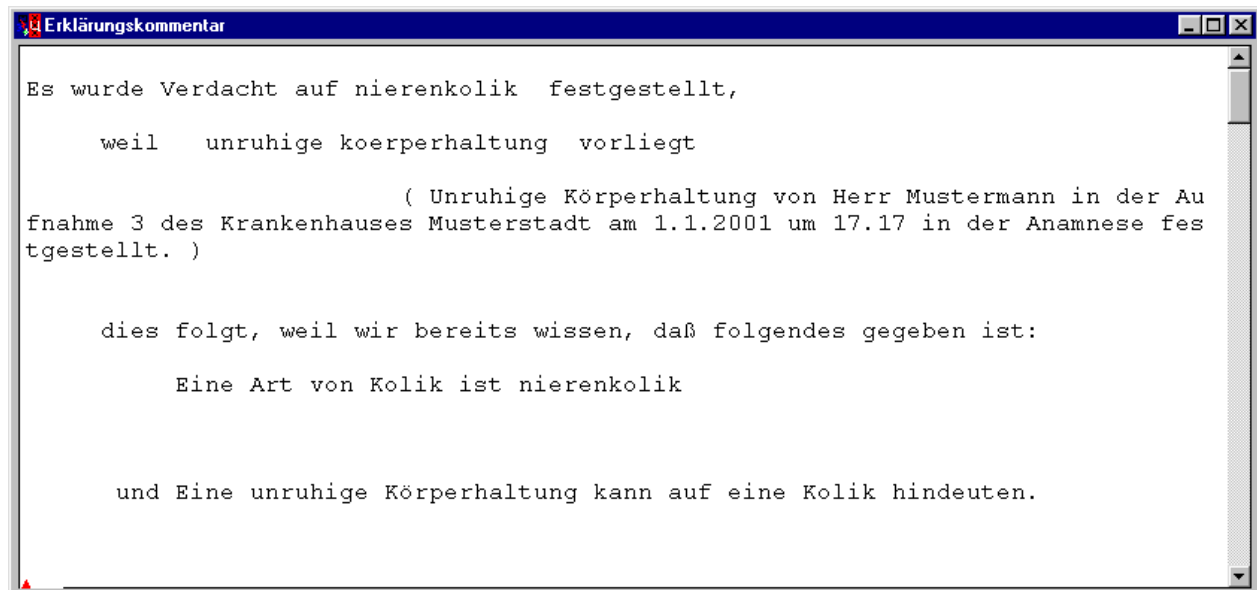 Erklärungskommentar
Es wurde Verdacht auf nierenkolik  festgestellt,
weil   unruhige koerperhaltung  vorliegt
( Unruhige Körperhaltung von Herr Mustermann in der Au
fnahme 3 des Krankenhauses Musterstadt am 1.1.2001 um 17.17 in der Anamnese fes
tgestellt. )
dies folgt, weil wir bereits wissen, daß folgendes gegeben ist:
Eine Art von Kolik ist nierenkolik
und Eine unruhige Körperhaltung kann auf eine Kolik hindeuten.